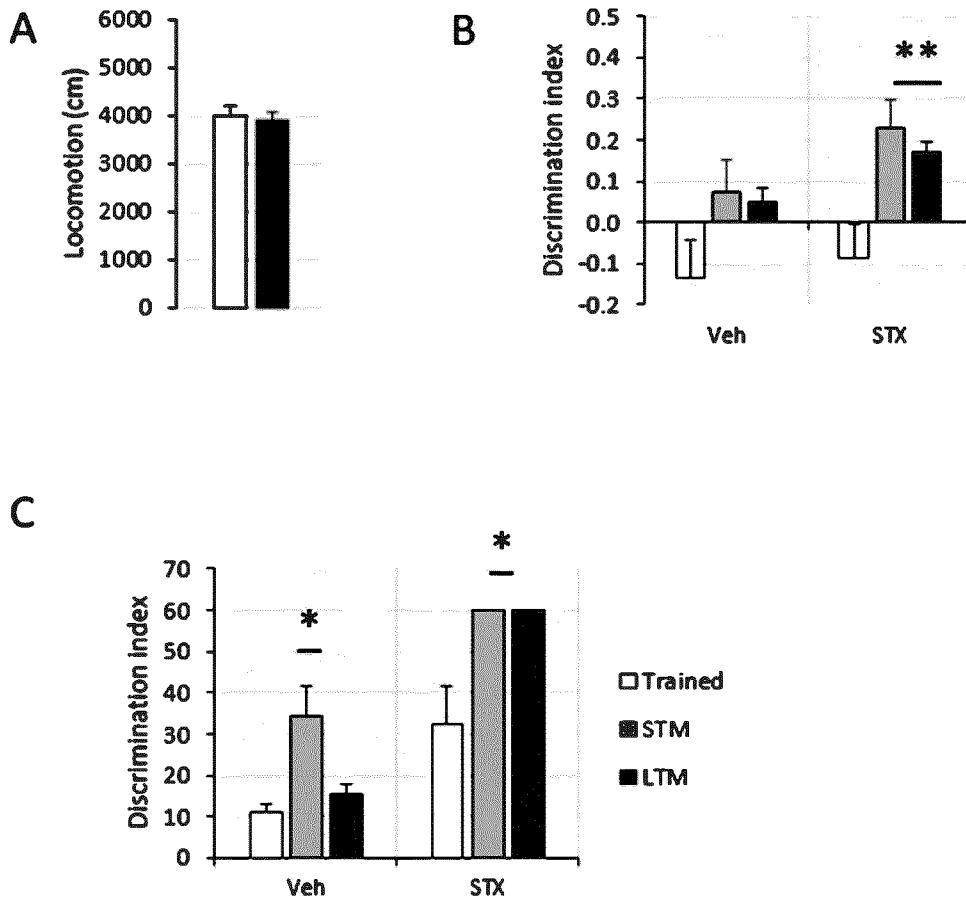 A
Locomotion (cm)
6000
5000
4000
3000
2000
1000
0
B
Discrimination index
0.5
0.4
0.3
0.2
0.1
0.0
-0.1
-0.2
**
Veh
STX
C
Discrimination index
70
60
50
40
30
20
10
0
*
*
Veh
STX
Trained
STM
LTM